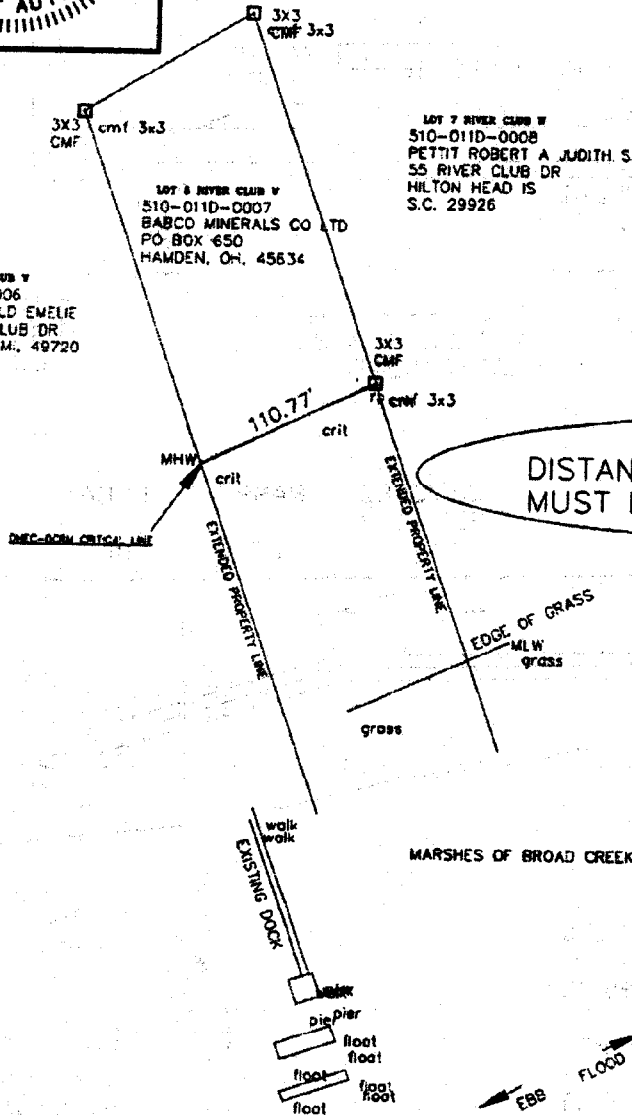 3X3
CMF 3x3
3X3
CMF
cmf 3x3
LOT 7 RIVER CLUB V
510-011D-0008
PETTIT ROBERT A JUDITH S.
55 RIVER CLUB DR
HILTON HEAD IS
S.C. 29926
LOT 6 RIVER CLUB V
510-011D-0007
BABCO MINERALS CO LTD
PO BOX 650
HAMDEN, OH, 45634
UB V
06
LD EMELIE
LUB DR
MI, 49720
3X3
CMF
cmf 3x3
110.77'
crit
MHW
crit
DISTAN
MUST
DHEC-OCRM CRITICAL LINE
EXTENDED PROPERTY LINE
EXTENDED PROPERTY LINE
EDGE OF GRASS
MLW
grass
grass
walk
walk
EXISTING DOCK
MARSHES OF BROAD CREEK
pier
pier
float
float
float
float
float
float
EBB
FLOOD